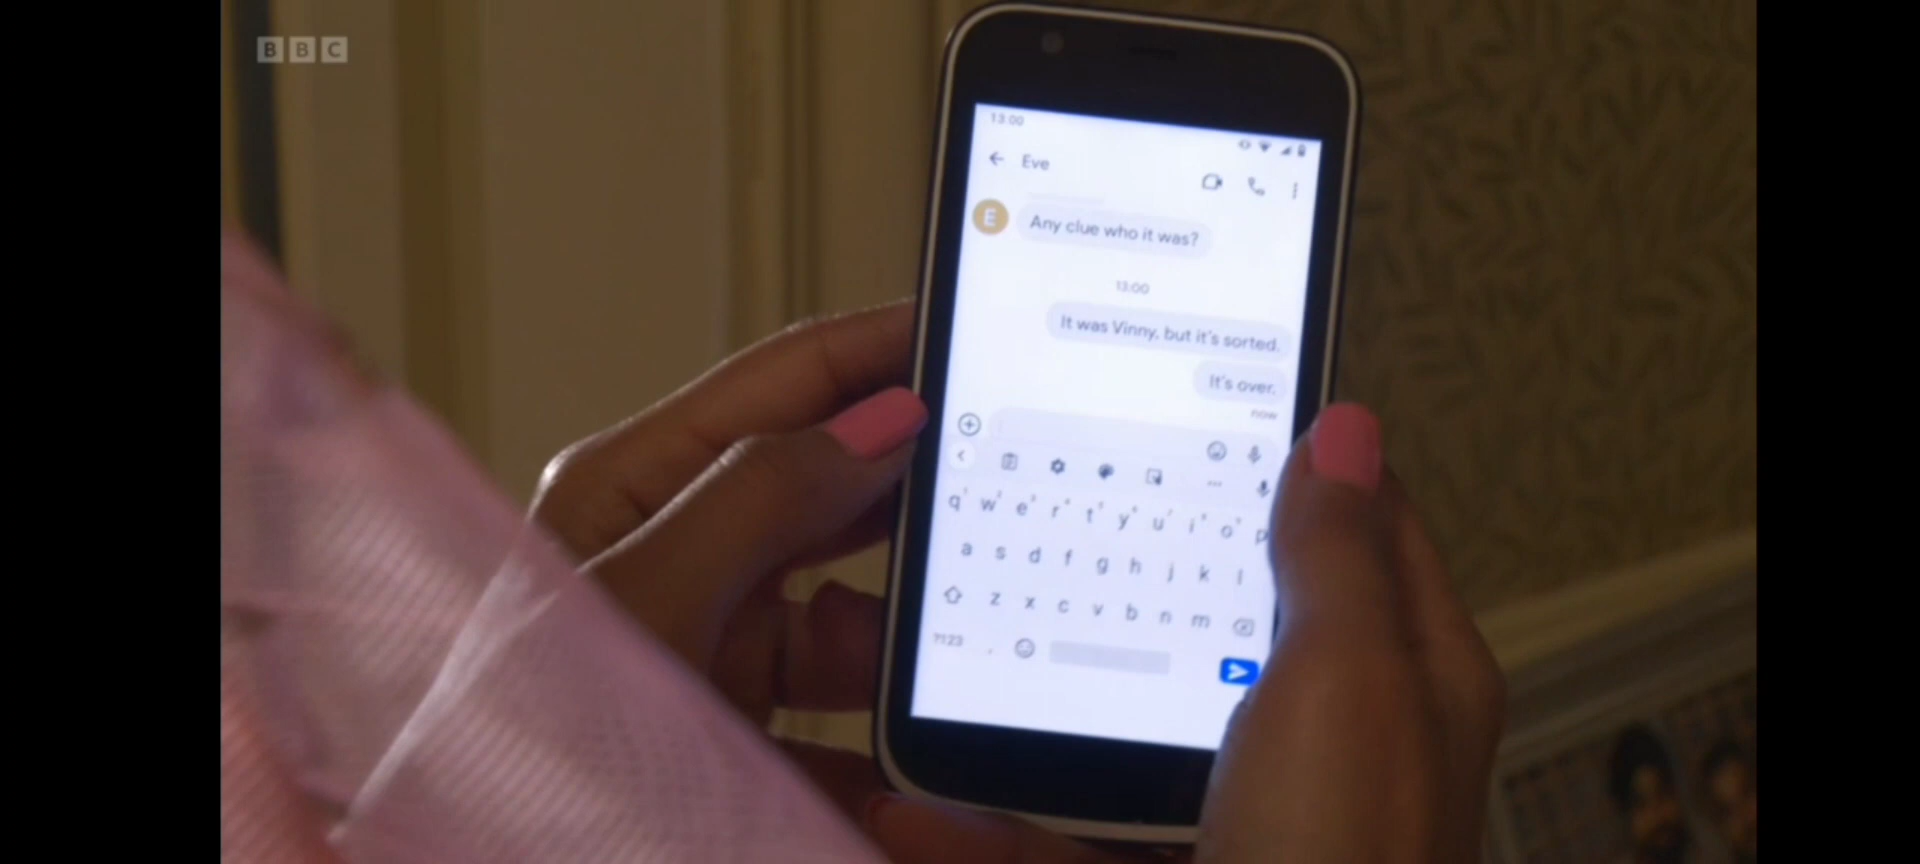 BBC
13:00
Eve
E
Any clue who it was?
13:00
It was Vinny, but it's sorted.
It's over.
now
q w e r t y u i o p
a s d f g h j k l
z x c v b n m
?123 ,